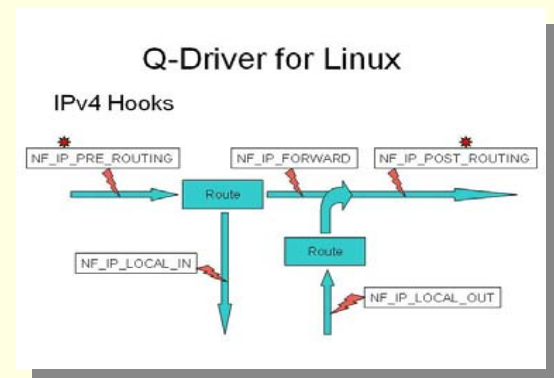 Q-Driver for Linux
IPv4 Hooks
NF_IP_PRE_ROUTING
NF_IP_FORWARD
NF_IP_POST_ROUTING
Route
Route
NF_IP_LOCAL_IN
NF_IP_LOCAL_OUT